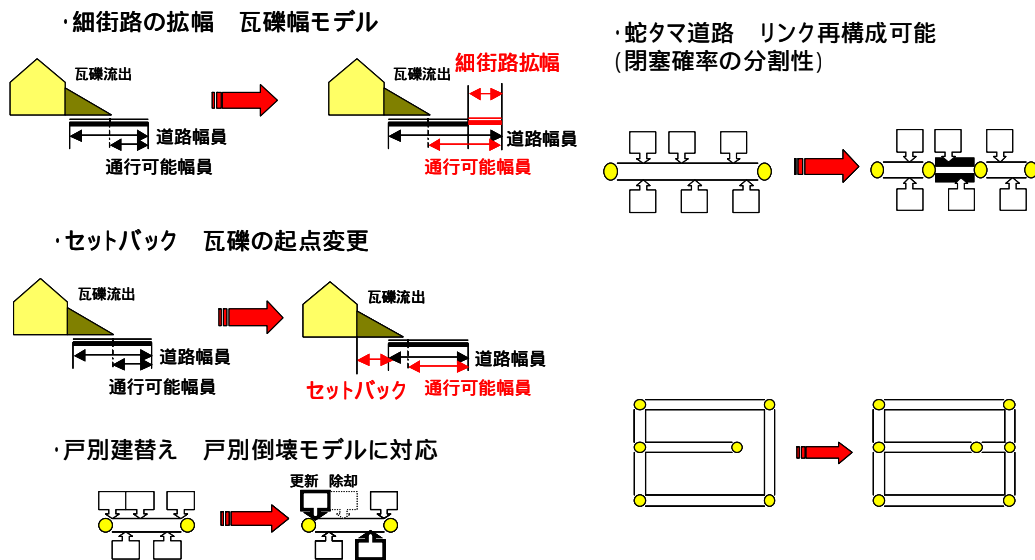 ·細街路の拡幅　瓦礫幅モデル
瓦礫流出
道路幅員
通行可能幅員
瓦礫流出
細街路拡幅
道路幅員
通行可能幅員
·セットバック　瓦礫の起点変更
瓦礫流出
道路幅員
通行可能幅員
瓦礫流出
道路幅員
セットバック
通行可能幅員
·戸別建替え　戸別倒壊モデルに対応
更新　除却
·蛇タマ道路　リンク再構成可能
(閉塞確率の分割性)